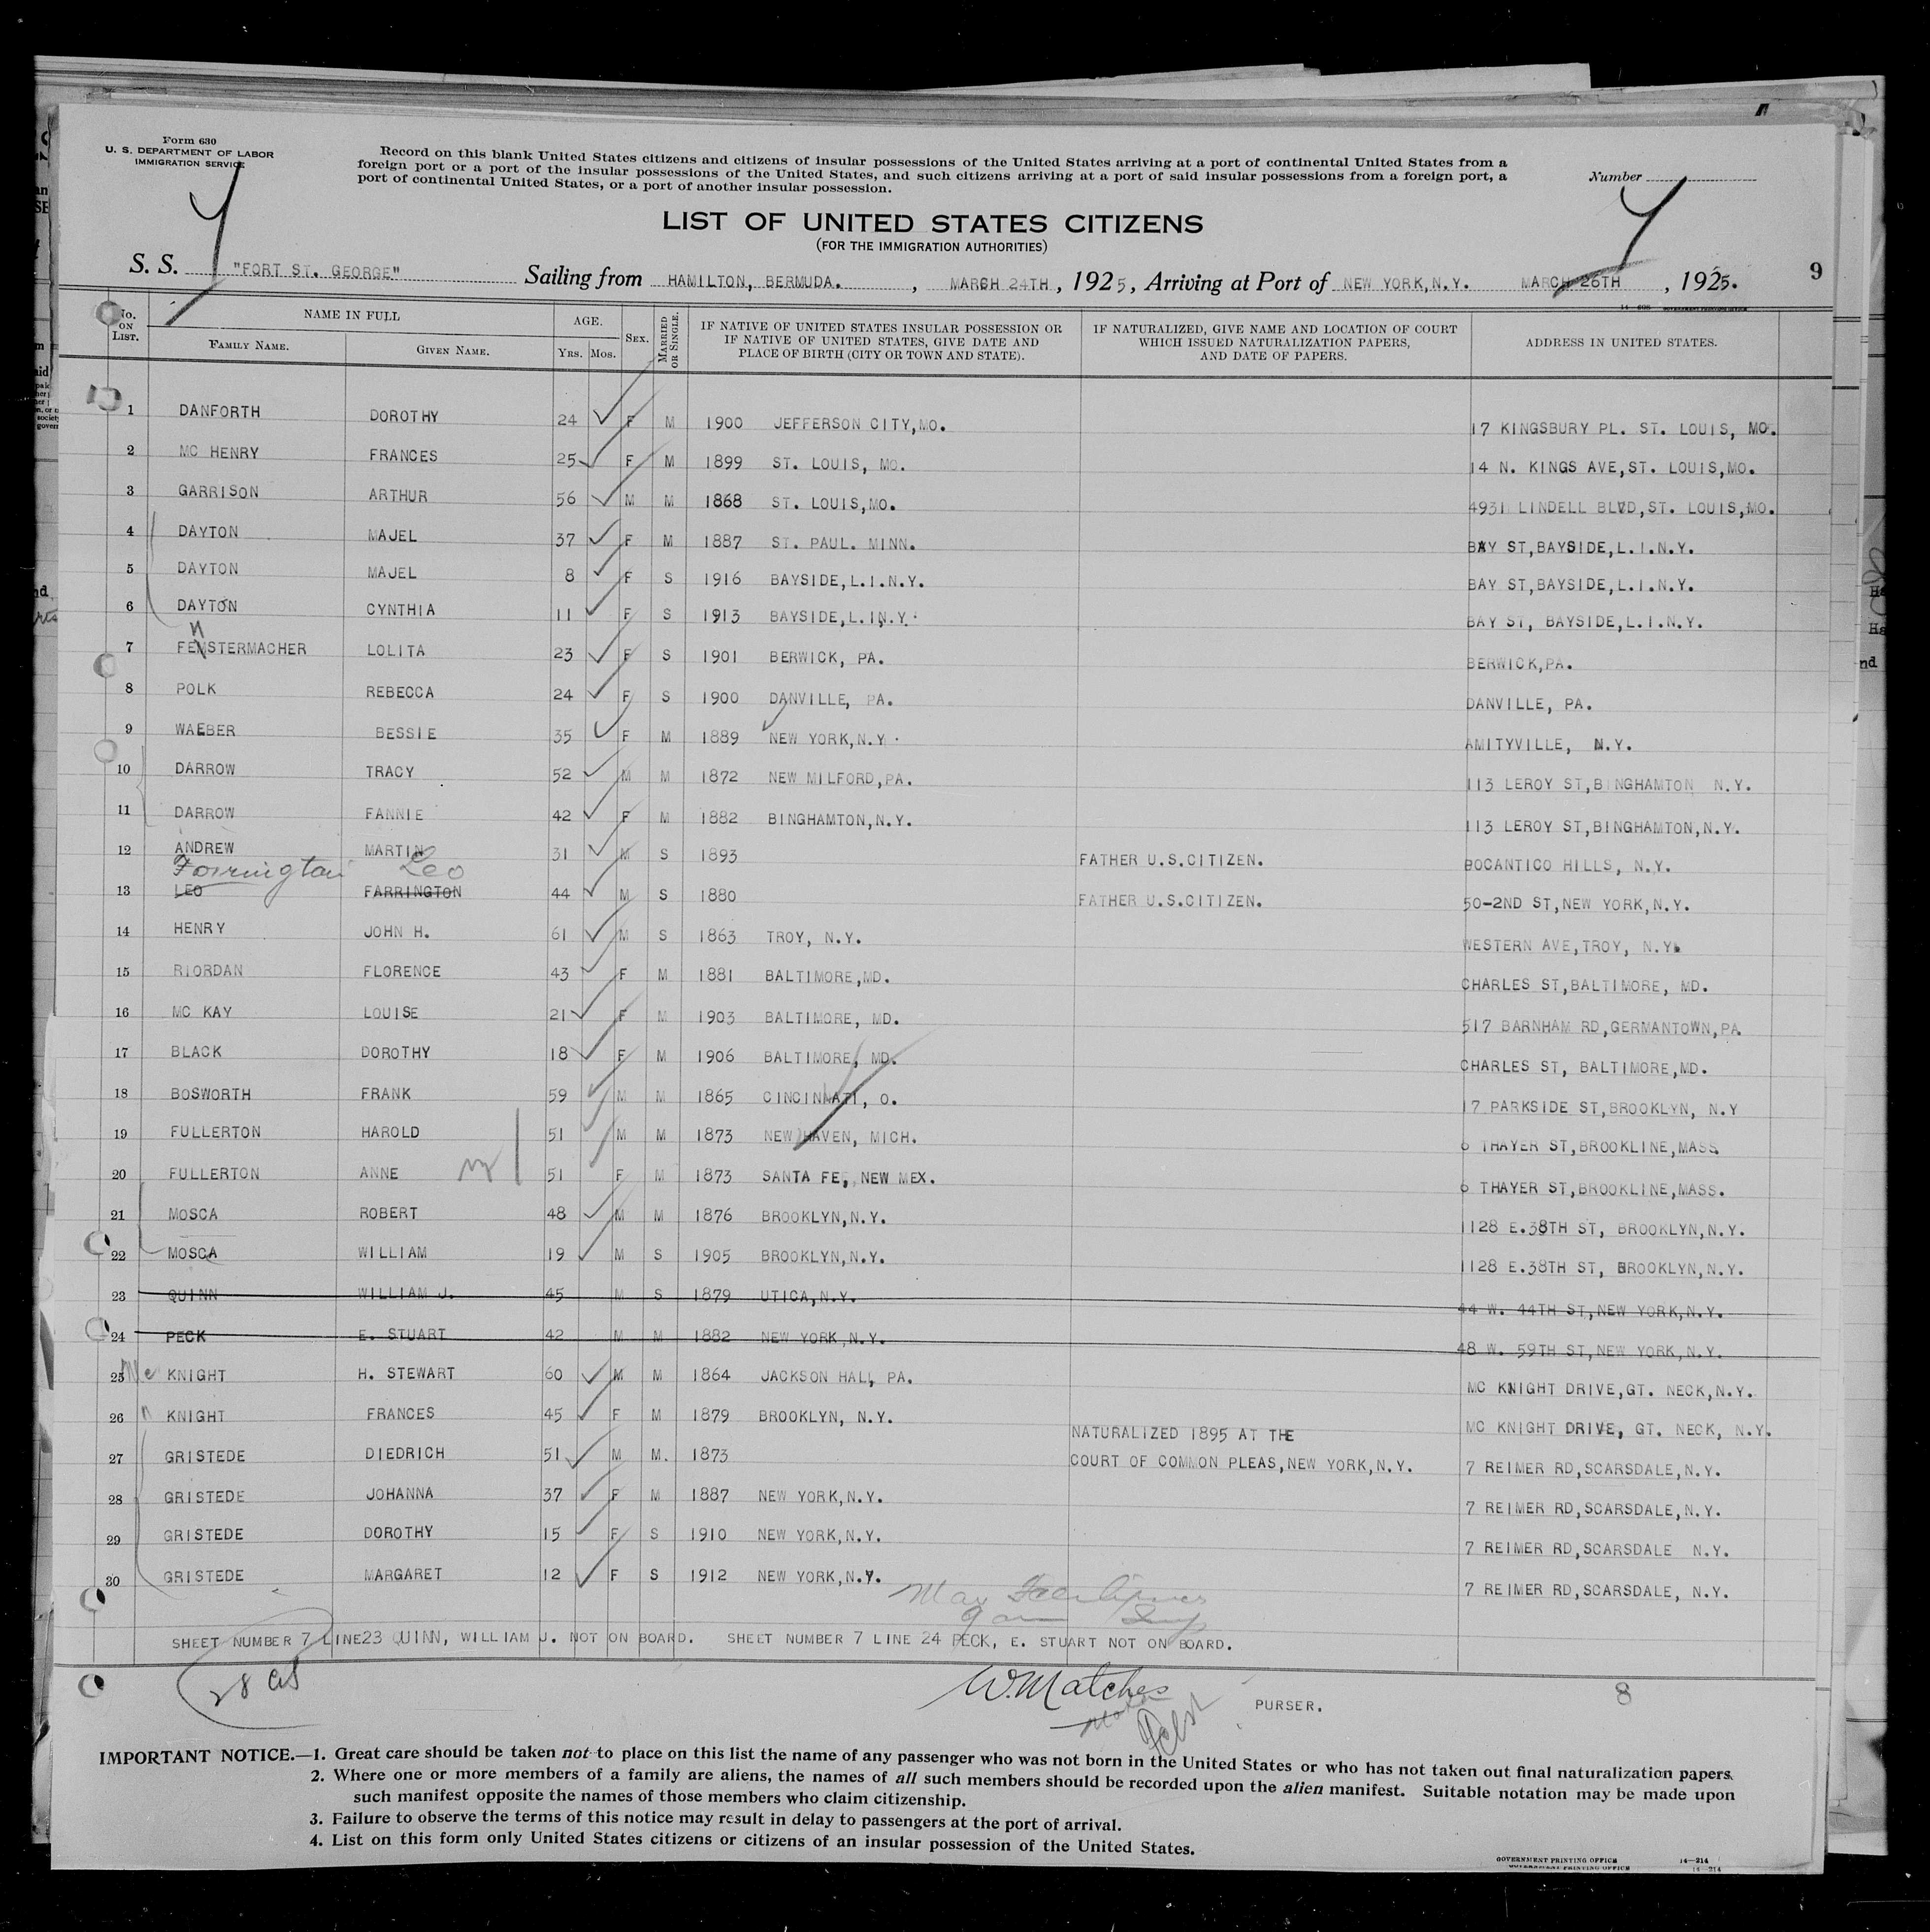 Form 630
U. S. DEPARTMENT OF LABOR
IMMIGRATION SERVICE
Record on this blank United States citizens and citizens of insular possessions of the United States arriving at a port of continental United States from a
foreign port or a port of the insular possessions of the United States, and such citizens arriving at a port of said insular possessions from a foreign port, a
port of continental United States, or a port of another insular possession.
Number
LIST OF UNITED STATES CITIZENS
(FOR THE IMMIGRATION AUTHORITIES)
S. S. "FORT ST. GEORGE" Sailing from HAMILTON, BERMUDA. , MARCH 24TH , 1925, Arriving at Port of NEW YORK,N.Y. MARCH 26TH , 1925.
9
No. ON LIST. NAME IN FULL FAMILY NAME. GIVEN NAME. AGE. YRS. MOS. SEX. MARRIED OR SINGLE. IF NATIVE OF UNITED STATES INSULAR POSSESSION OR IF NATIVE OF UNITED STATES, GIVE DATE AND PLACE OF BIRTH (CITY OR TOWN AND STATE). IF NATURALIZED, GIVE NAME AND LOCATION OF COURT WHICH ISSUED NATURALIZATION PAPERS, AND DATE OF PAPERS. ADDRESS IN UNITED STATES.
1 DANFORTH DOROTHY 24 F M 1900 JEFFERSON CITY,MO. 17 KINGSBURY PL. ST. LOUIS, MO.
2 MC HENRY FRANCES 25 F M 1899 ST. LOUIS, MO. 14 N. KINGS AVE,ST. LOUIS,MO.
3 GARRISON ARTHUR 56 M M 1868 ST. LOUIS,MO. 4931 LINDELL BLVD,ST. LOUIS,MO.
4 DAYTON MAJEL 37 F M 1887 ST. PAUL. MINN. BAY ST,BAYSIDE,L.I.N.Y.
5 DAYTON MAJEL 8 F S 1916 BAYSIDE,L.I.N.Y. BAY ST,BAYSIDE,L.I.N.Y.
6 DAYTON CYNTHIA 11 F S 1913 BAYSIDE,L.IN.Y. BAY ST, BAYSIDE,L.I.N.Y.
7 FENSTERMACHER LOLITA 23 F S 1901 BERWICK, PA. BERWICK,PA.
8 POLK REBECCA 24 F S 1900 DANVILLE, PA. DANVILLE, PA.
9 WAEBER BESSIE 35 F M 1889 NEW YORK,N.Y. AMITYVILLE, N.Y.
10 DARROW TRACY 52 M M 1872 NEW MILFORD,PA. 113 LEROY ST,BINGHAMTON N.Y.
11 DARROW FANNIE 42 F M 1882 BINGHAMTON,N.Y. 113 LEROY ST,BINGHAMTON,N.Y.
12 ANDREW MARTIN 31 M S 1893 FATHER U.S.CITIZEN. POCANTICO HILLS, N.Y.
Farrington Leo
13 LEO FARRINGTON 44 M S 1880 FATHER U.S.CITIZEN. 50-2ND ST,NEW YORK,N.Y.
14 HENRY JOHN H. 61 M S 1863 TROY, N.Y. WESTERN AVE,TROY, N.Y.
15 RIORDAN FLORENCE 43 F M 1881 BALTIMORE,MD. CHARLES ST,BALTIMORE, MD.
16 MC KAY LOUISE 21 F M 1903 BALTIMORE, MD. 517 BARNHAM RD,GERMANTOWN,PA
17 BLACK DOROTHY 18 F M 1906 BALTIMORE, MD. CHARLES ST, BALTIMORE,MD.
18 BOSWORTH FRANK 59 M M 1865 CINCINNATI, O. 17 PARKSIDE ST,BROOKLYN, N.Y
19 FULLERTON HAROLD 51 M M 1873 NEW HAVEN, MICH. 6 THAYER ST,BROOKLINE,MASS.
20 FULLERTON ANNE 51 F M 1873 SANTA FE, NEW MEX. 6 THAYER ST,BROOKLINE,MASS.
21 MOSCA ROBERT 48 M M 1876 BROOKLYN,N.Y. 1128 E.38TH ST, BROOKLYN,N.Y.
22 MOSCA WILLIAM 19 M S 1905 BROOKLYN,N.Y. 1128 E.38TH ST, BROOKLYN,N.Y.
23 QUINN WILLIAM J. 45 M S 1879 UTICA,N.Y. 44 W. 44TH ST,NEW YORK,N.Y.
24 PECK E. STUART 42 M M 1882 NEW YORK,N.Y. 48 W. 59TH ST,NEW YORK,N.Y.
25 Mc KNIGHT H. STEWART 60 M M 1864 JACKSON HALL, PA. MC KNIGHT DRIVE,GT. NECK,N.Y.
26 " KNIGHT FRANCES 45 F M 1879 BROOKLYN, N.Y. MC KNIGHT DRIVE, GT. NECK, N.Y.
NATURALIZED 1895 AT THE
27 GRISTEDE DIEDRICH 51 M M. 1873 COURT OF COMMON PLEAS,NEW YORK,N.Y. 7 REIMER RD,SCARSDALE,N.Y.
28 GRISTEDE JOHANNA 37 F M 1887 NEW YORK,N.Y. 7 REIMER RD,SCARSDALE,N.Y.
29 GRISTEDE DOROTHY 15 F S 1910 NEW YORK,N.Y. 7 REIMER RD,SCARSDALE N.Y.
30 GRISTEDE MARGARET 12 F S 1912 NEW YORK,N.Y. 7 REIMER RD,SCARSDALE, N.Y.
SHEET NUMBER 7 LINE23 QUINN, WILLIAM J. NOT ON BOARD. SHEET NUMBER 7 LINE 24 PECK, E. STUART NOT ON BOARD.
28
W. Matches PURSER.
8
IMPORTANT NOTICE.—1. Great care should be taken not to place on this list the name of any passenger who was not born in the United States or who has not taken out final naturalization papers.
2. Where one or more members of a family are aliens, the names of all such members should be recorded upon the alien manifest. Suitable notation may be made upon
such manifest opposite the names of those members who claim citizenship.
3. Failure to observe the terms of this notice may result in delay to passengers at the port of arrival.
4. List on this form only United States citizens or citizens of an insular possession of the United States.
GOVERNMENT PRINTING OFFICE 14—214